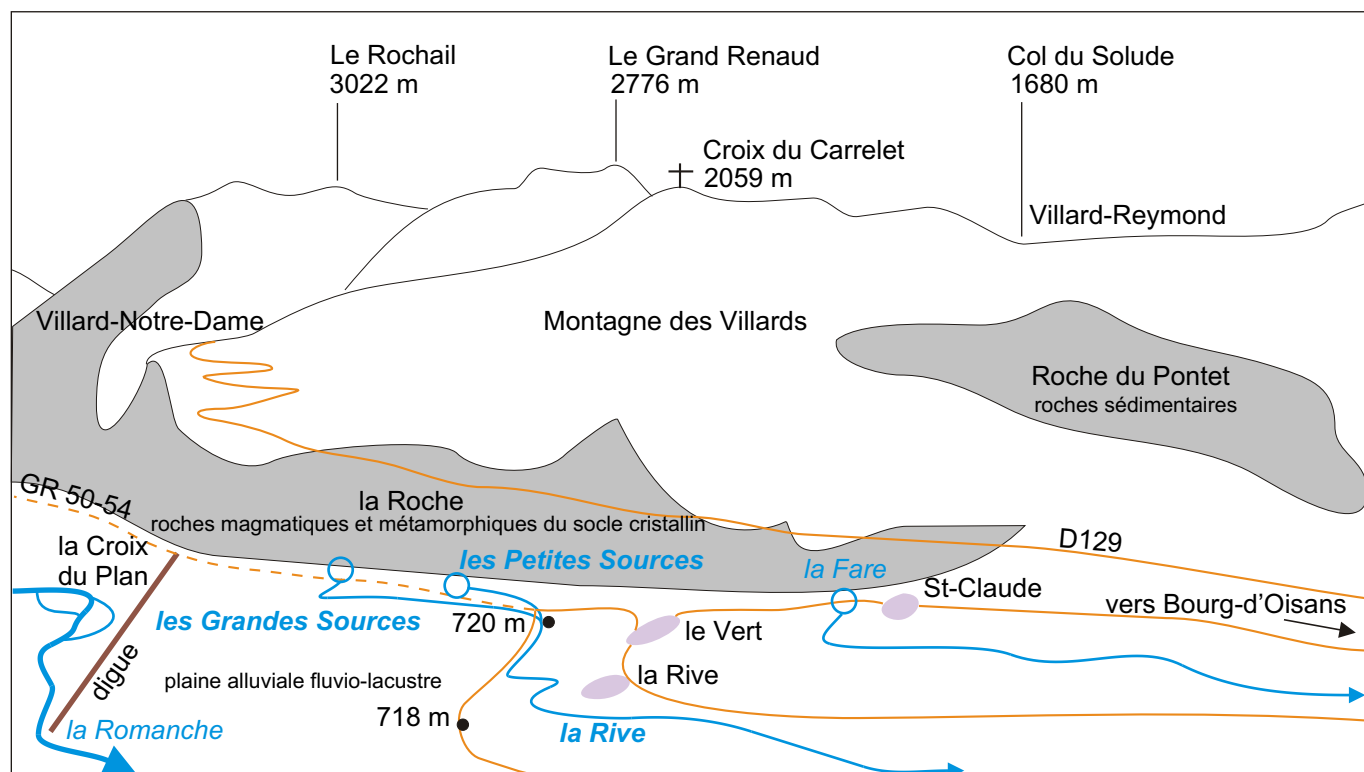 Le Rochail
3022 m
Le Grand Renaud
2776 m
Col du Solude
1680 m
Croix du Carrelet
2059 m
Villard-Reymond
Villard-Notre-Dame
Montagne des Villards
Roche du Pontet
roches sédimentaires
GR 50-54
la Roche
roches magmatiques et métamorphiques du socle cristallin
D129
la Croix
du Plan
les Petites Sources
la Fare
St-Claude
vers Bourg-d'Oisans
les Grandes Sources
720 m
le Vert
digue
plaine alluviale fluvio-lacustre
la Rive
718 m
la Romanche
la Rive